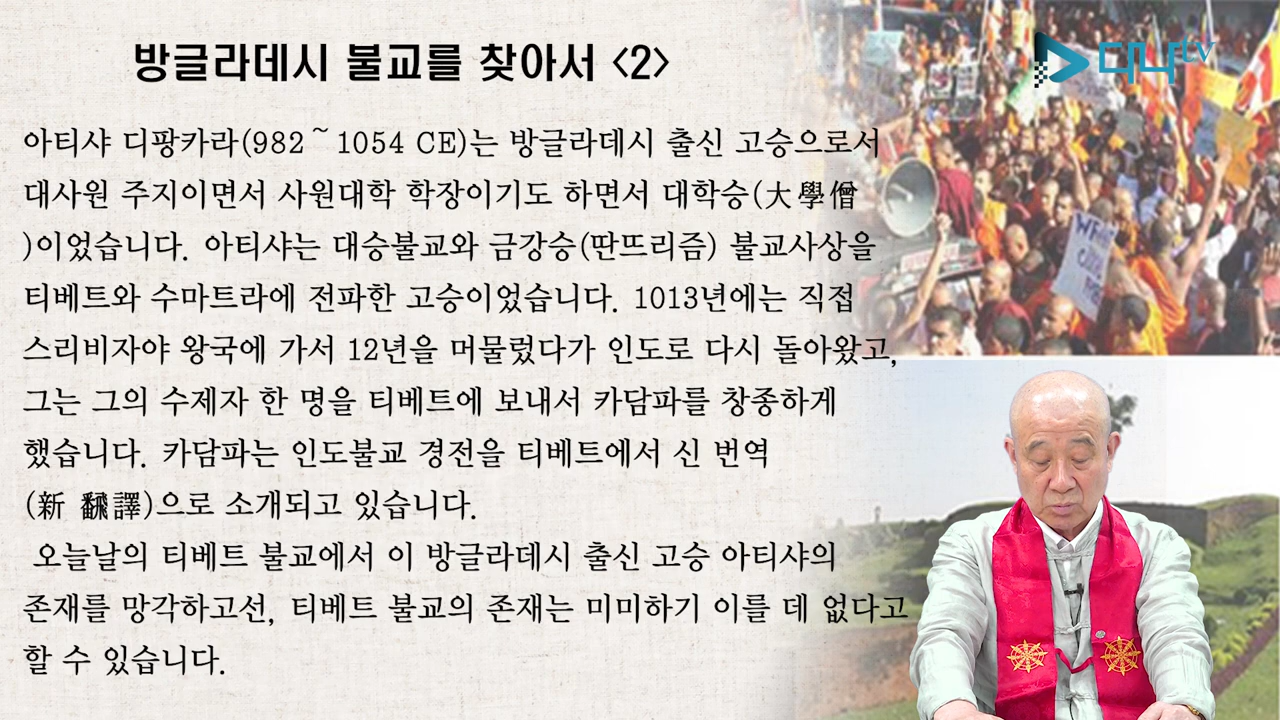 방글라데시 불교를 찾아서 <2>
다나tv
아티샤 디팡카라(982~1054 CE)는 방글라데시 출신 고승으로서
대사원 주지이면서 사원대학 학장이기도 하면서 대학승(大學僧
)이었습니다. 아티샤는 대승불교와 금강승(딴뜨리즘) 불교사상을
티베트와 수마트라에 전파한 고승이었습니다. 1013년에는 직접
스리비자야 왕국에 가서 12년을 머물렀다가 인도로 다시 돌아왔고,
그는 그의 수제자 한 명을 티베트에 보내서 카담파를 창종하게
했습니다. 카담파는 인도불교 경전을 티베트에서 신 번역
(新 飜譯)으로 소개되고 있습니다.
오늘날의 티베트 불교에서 이 방글라데시 출신 고승 아티샤의
존재를 망각하고선, 티베트 불교의 존재는 미미하기 이를 데 없다고
할 수 있습니다.